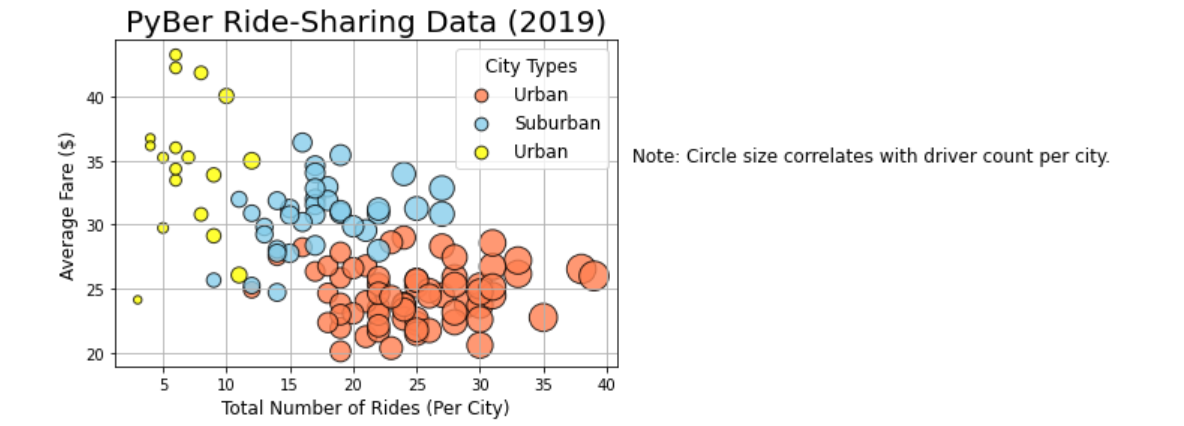 PyBer Ride-Sharing Data (2019)
City Types
Urban
Suburban
Urban
Note: Circle size correlates with driver count per city.
Average Fare ($)
40
35
30
25
20
5 10 15 20 25 30 35 40
Total Number of Rides (Per City)